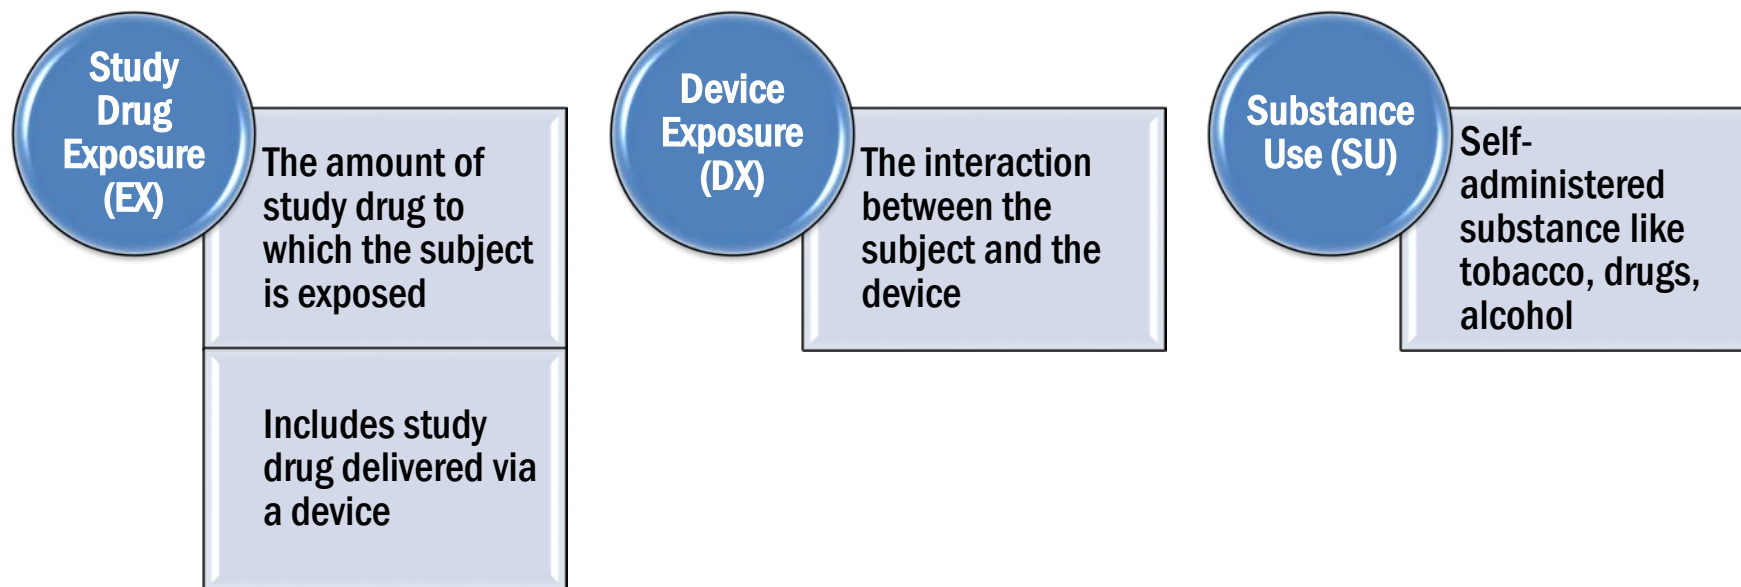 Study
Drug
Exposure
(EX)
The amount of
study drug to
which the subject
is exposed
Includes study
drug delivered via
a device
Device
Exposure
(DX)
The interaction
between the
subject and the
device
Substance
Use (SU)
Self-
administered
substance like
tobacco, drugs,
alcohol